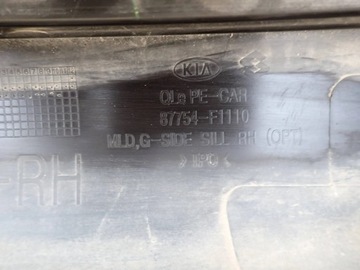 KIA
QLe PE-CAR
87754-F1110
MLD,G-SIDE SILL RH (OPT)
-RH